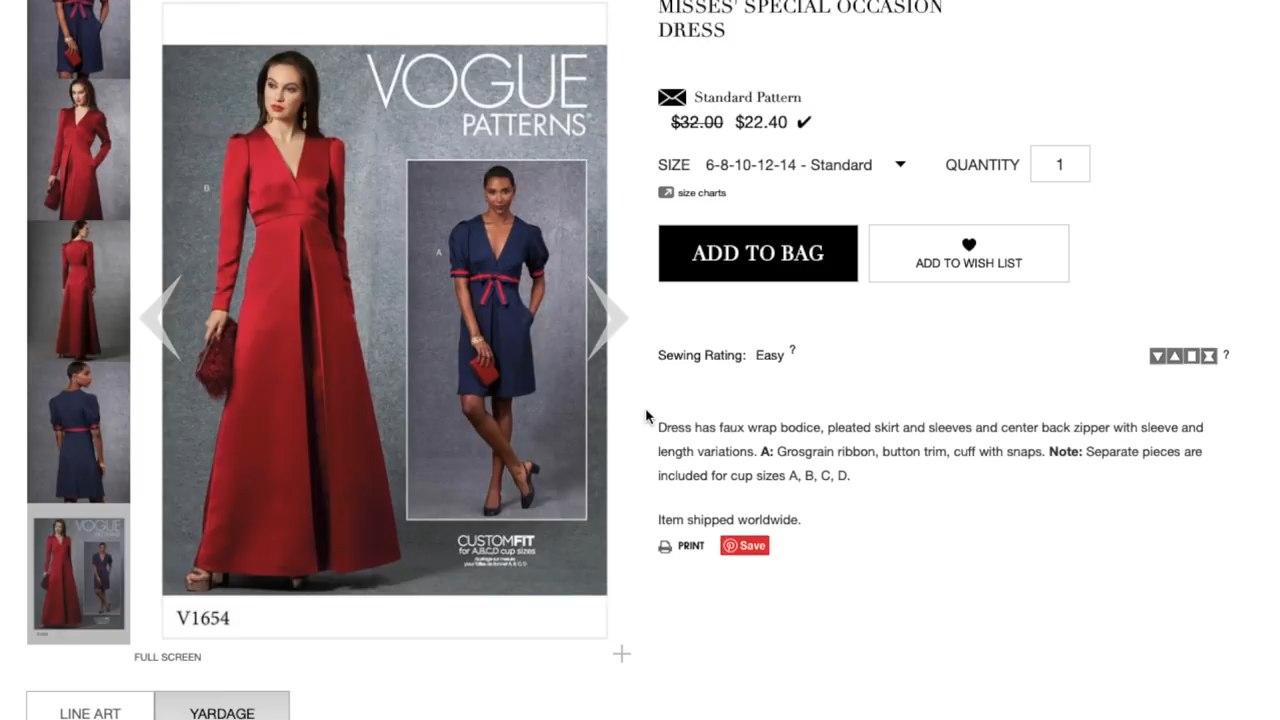 MISSES' SPECIAL OCCASION
DRESS
Standard Pattern
$32.00 $22.40
SIZE 6-8-10-12-14 - Standard QUANTITY 1
size charts
ADD TO BAG
ADD TO WISH LIST
Sewing Rating: Easy ?
?
Dress has faux wrap bodice, pleated skirt and sleeves and center back zipper with sleeve and
length variations. A: Grosgrain ribbon, button trim, cuff with snaps. Note: Separate pieces are
included for cup sizes A, B, C, D.
Item shipped worldwide.
PRINT Save
VOGUE
PATTERNS
B
A
CUSTOMFIT
for A,B,C,D cup sizes
V1654
VOGUE
FULL SCREEN
LINE ART YARDAGE